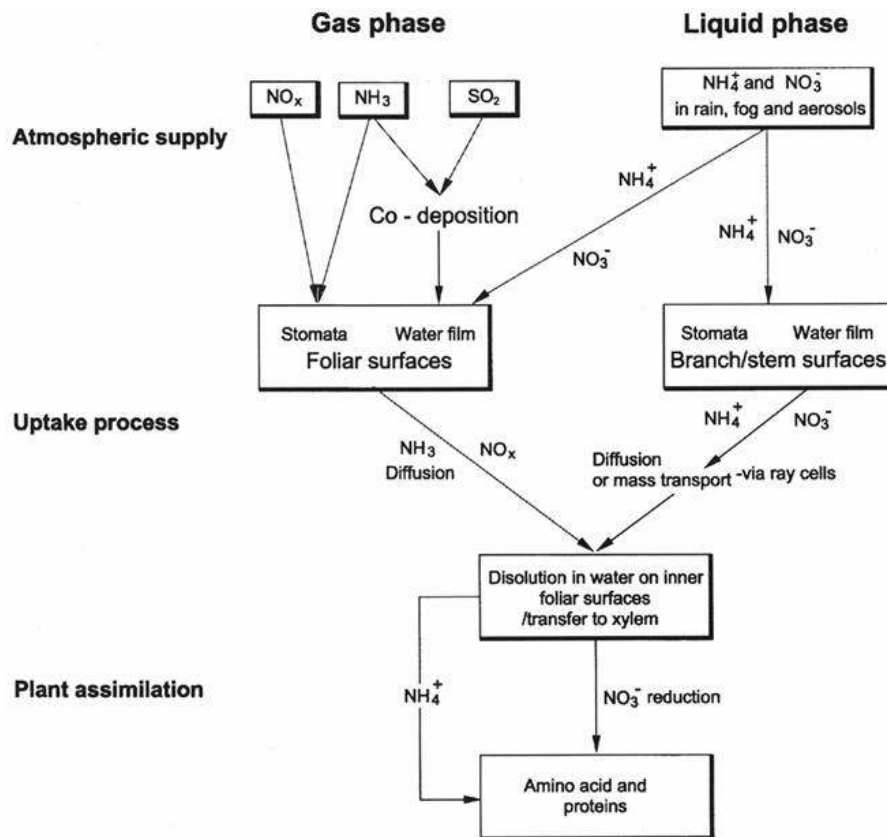 Gas phase
Liquid phase
NOₓ
NH₃
SO₂
NH₄⁺ and NO₃⁻
in rain, fog and aerosols
Atmospheric supply
NH₄⁺
Co - deposition
NH₄⁺
NO₃⁻
NO₃⁻
Stomata Water film
Foliar surfaces
Stomata Water film
Branch/stem surfaces
Uptake process
NH₄⁺
NO₃⁻
NH₃
NOₓ
Diffusion
Diffusion
or mass transport -via ray cells
Disolution in water on inner
foliar surfaces
/transfer to xylem
Plant assimilation
NH₄⁺
NO₃⁻ reduction
Amino acid and
proteins